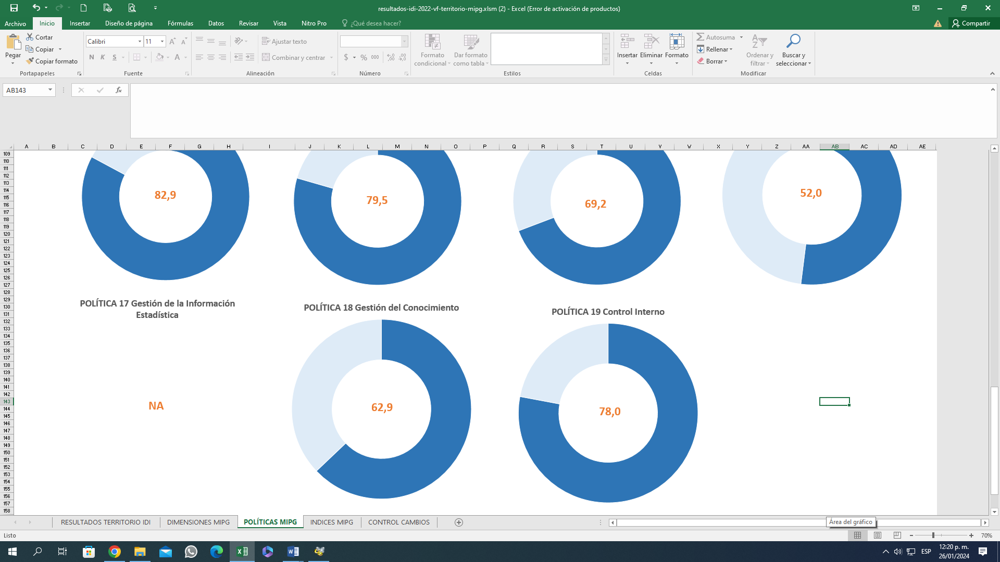 resultados-idi-2022-vf-territorio-mipg.xlsm (2) - Excel (Error de activación de productos)
Archivo Inicio Insertar Diseño de página Fórmulas Datos Revisar Vista Nitro Pro ¿Qué desea hacer? Compartir
Pegar
Cortar
Copiar
Copiar formato
Portapapeles
Calibri 11
N K S
Fuente
Ajustar texto
Combinar y centrar
Alineación
$ % 000
Número
Formato condicional
Dar formato como tabla
Estilos
Insertar Eliminar Formato
Celdas
Autosuma
Rellenar
Borrar
Ordenar y filtrar
Buscar y seleccionar
Modificar
AB143 fx
A B C D E F G H I J K L M N O P Q R S T U V W X Y Z AA AB AC AD AE
109
110
111
112
113
114
115
116
117
118
119
120
121
122
123
124
125
126
127
128
129
130
131
132
133
134
135
136
137
138
139
140
141
142
143
144
145
146
147
148
149
150
151
152
153
154
155
156
157
158
82,9 79,5 69,2 52,0
POLÍTICA 17 Gestión de la Información
Estadística
NA
POLÍTICA 18 Gestión del Conocimiento
62,9
POLÍTICA 19 Control Interno
78,0
RESULTADOS TERRITORIO IDI DIMENSIONES MIPG POLÍTICAS MIPG INDICES MIPG CONTROL CAMBIOS
Área del gráfico
Listo 70%
ESP
12:20 p. m.
26/01/2024